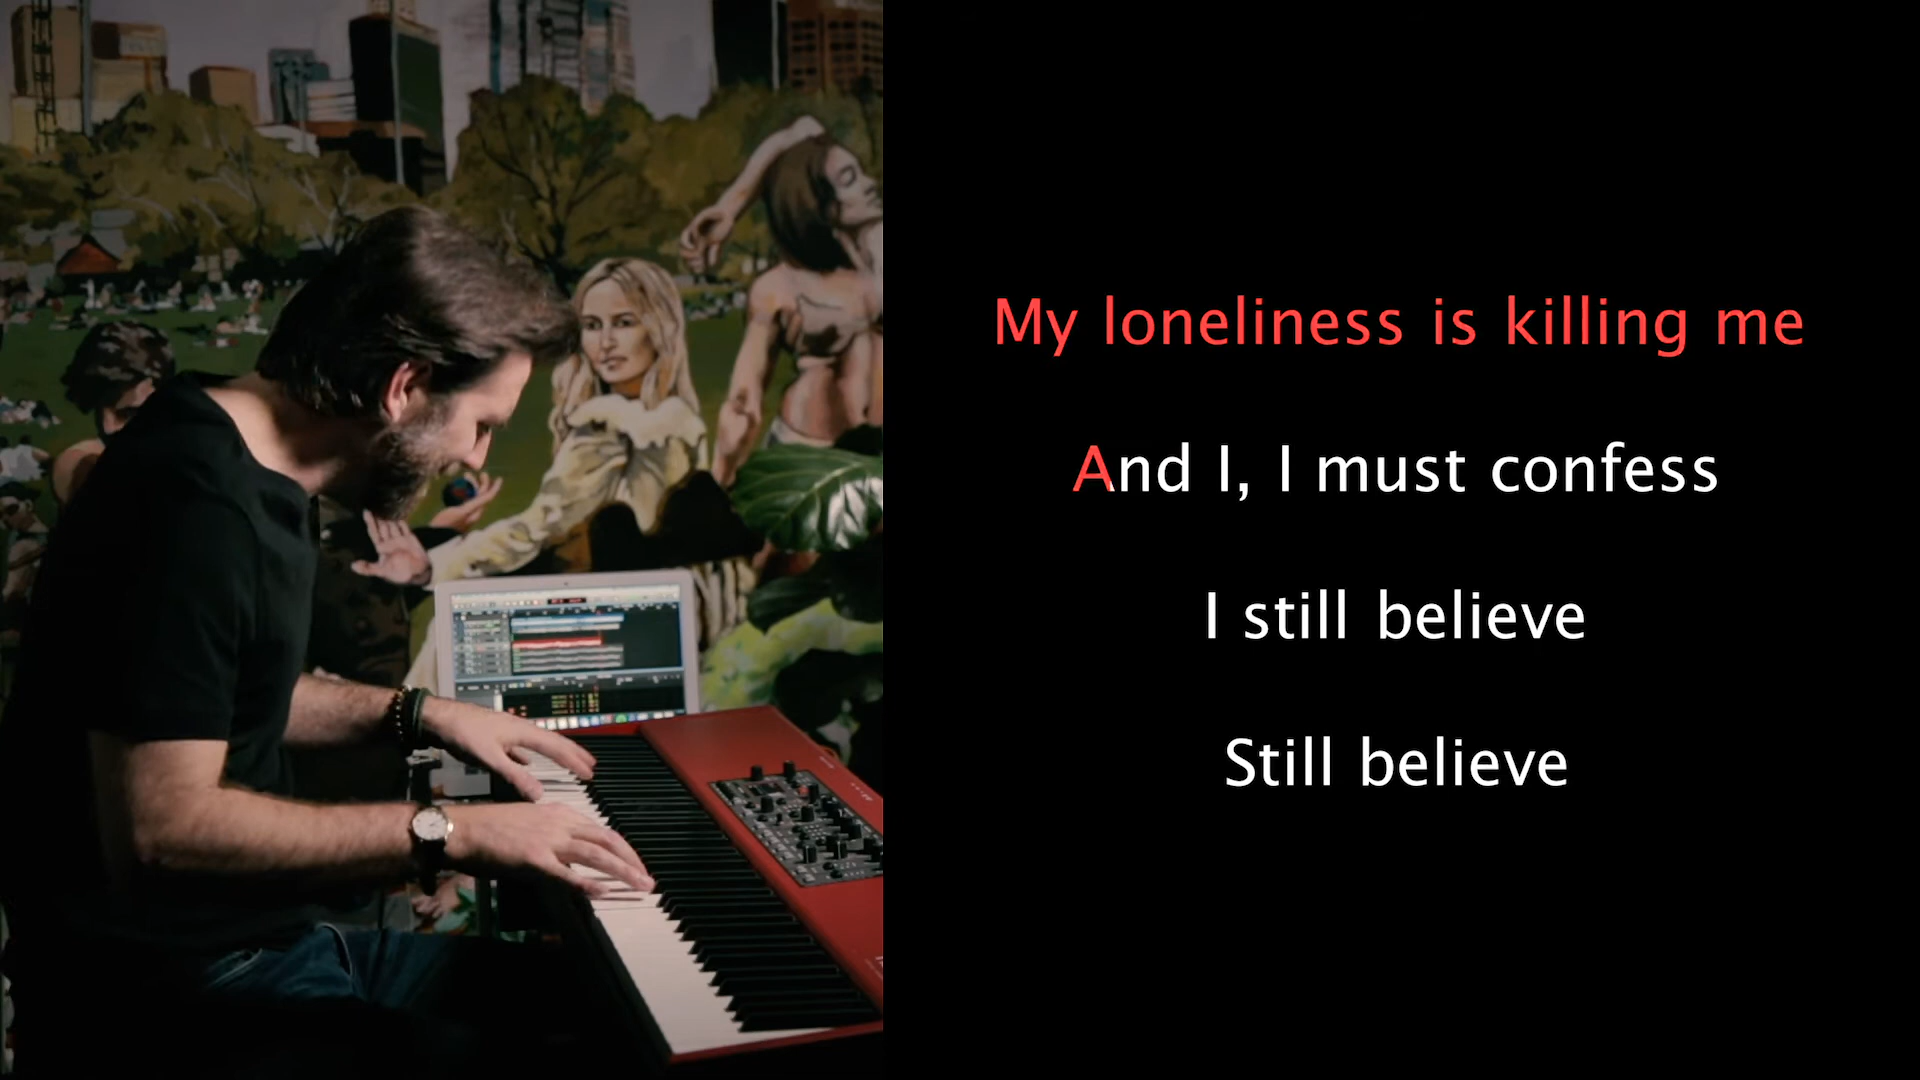 My loneliness is killing me
And I, I must confess
I still believe
Still believe